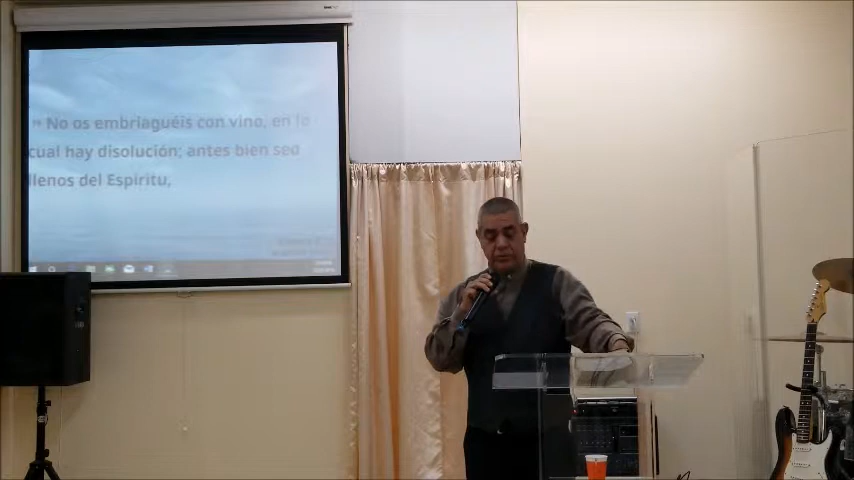 No os embriaguéis con vino, en lo
cual hay disolución; antes bien sed
llenos del Espíritu,